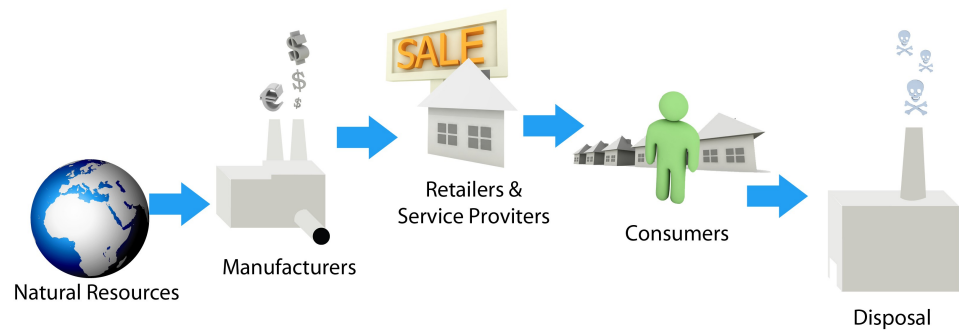 SALE
Natural Resources
Manufacturers
Retailers &
Service Proviters
Consumers
Disposal
€
$
$
$